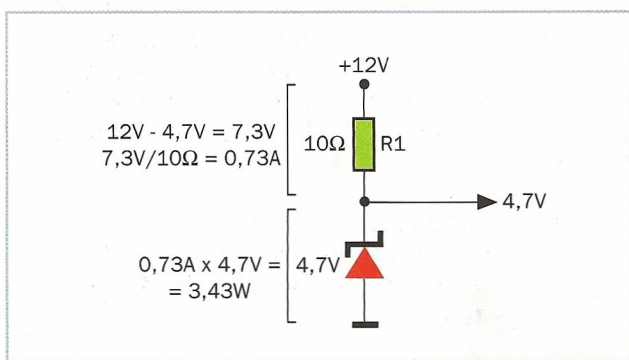 +12V
12V - 4,7V = 7,3V
7,3V/10Ω = 0,73A
10Ω
R1
4,7V
0,73A x 4,7V =
= 3,43W
4,7V